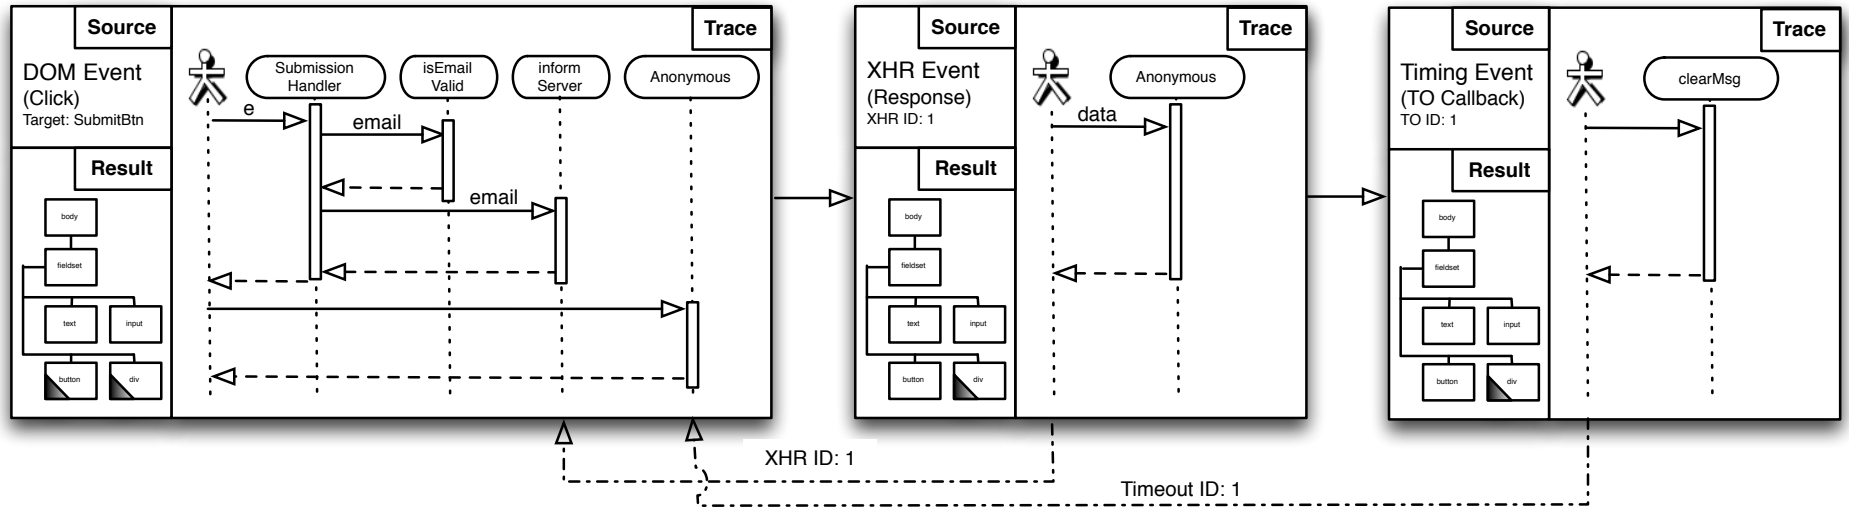 Source
Trace
DOM Event
(Click)
Target: SubmitBtn
Submission
Handler
isEmail
Valid
inform
Server
Anonymous
e
email
email
Result
body
fieldset
text
input
button
div
Source
Trace
XHR Event
(Response)
XHR ID: 1
Anonymous
data
Result
body
fieldset
text
input
button
div
Source
Trace
Timing Event
(TO Callback)
TO ID: 1
clearMsg
Result
body
fieldset
text
input
button
div
XHR ID: 1
Timeout ID: 1